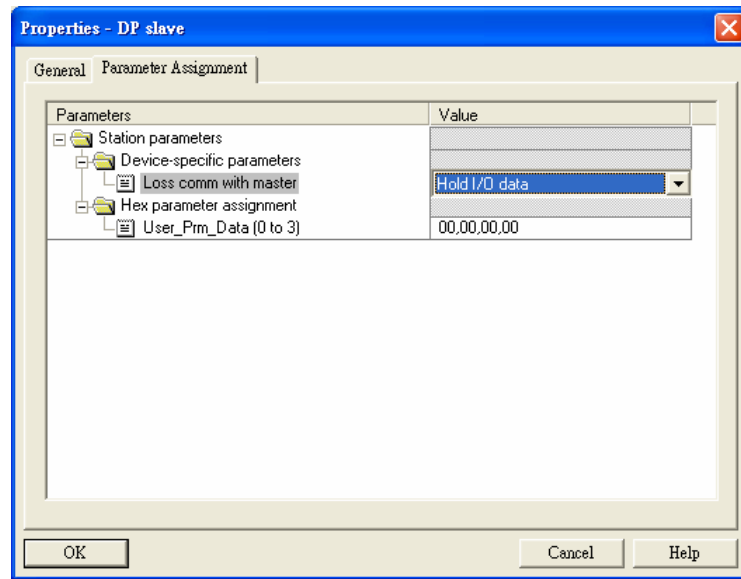 Properties - DP slave
General Parameter Assignment
Parameters Value
Station parameters
Device-specific parameters
Loss comm with master Hold I/O data
Hex parameter assignment
User_Prm_Data (0 to 3) 00,00,00,00
OK Cancel Help